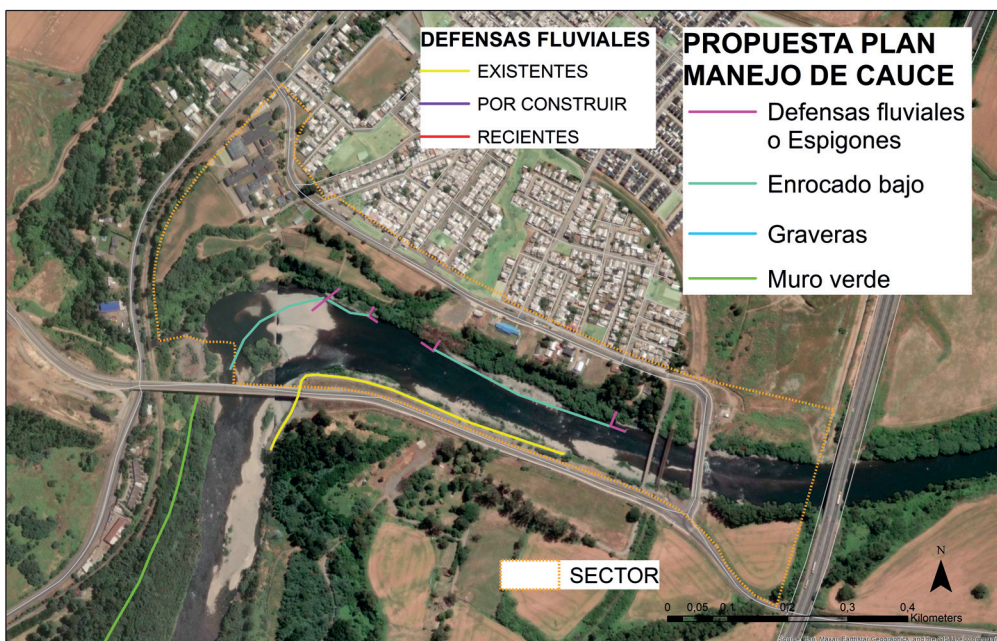 DEFENSAS FLUVIALES
EXISTENTES
POR CONSTRUIR
RECIENTES
PROPUESTA PLAN
MANEJO DE CAUCE
Defensas fluviales
o Espigones
Enrocado bajo
Graveras
Muro verde
SECTOR
N
0 0,05 0,1 0,2 0,3 0,4
Kilometers